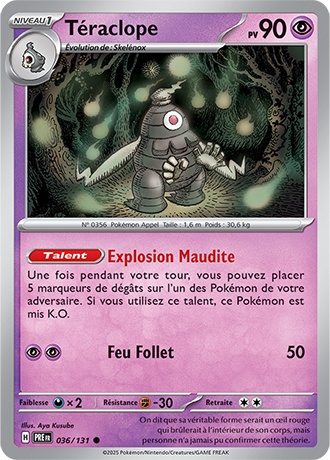 NIVEAU 1
Téraclope
PV 90
Évolution de : Skelénox
N° 0356 Pokémon Appel Taille : 1,6 m Poids : 30,6 kg
Talent Explosion Maudite
Une fois pendant votre tour, vous pouvez placer
5 marqueurs de dégâts sur l'un des Pokémon de votre
adversaire. Si vous utilisez ce talent, ce Pokémon est
mis K.O.
Feu Follet 50
Faiblesse ×2 Résistance -30 Retraite
Illus. Aya Kusube
H PRE FR 036/131
On dit que sa véritable forme serait un œil rouge
qui brûlerait à l'intérieur de son corps, mais
personne n'a jamais pu confirmer cette théorie.
©2025 Pokémon/Nintendo/Creatures/GAME FREAK